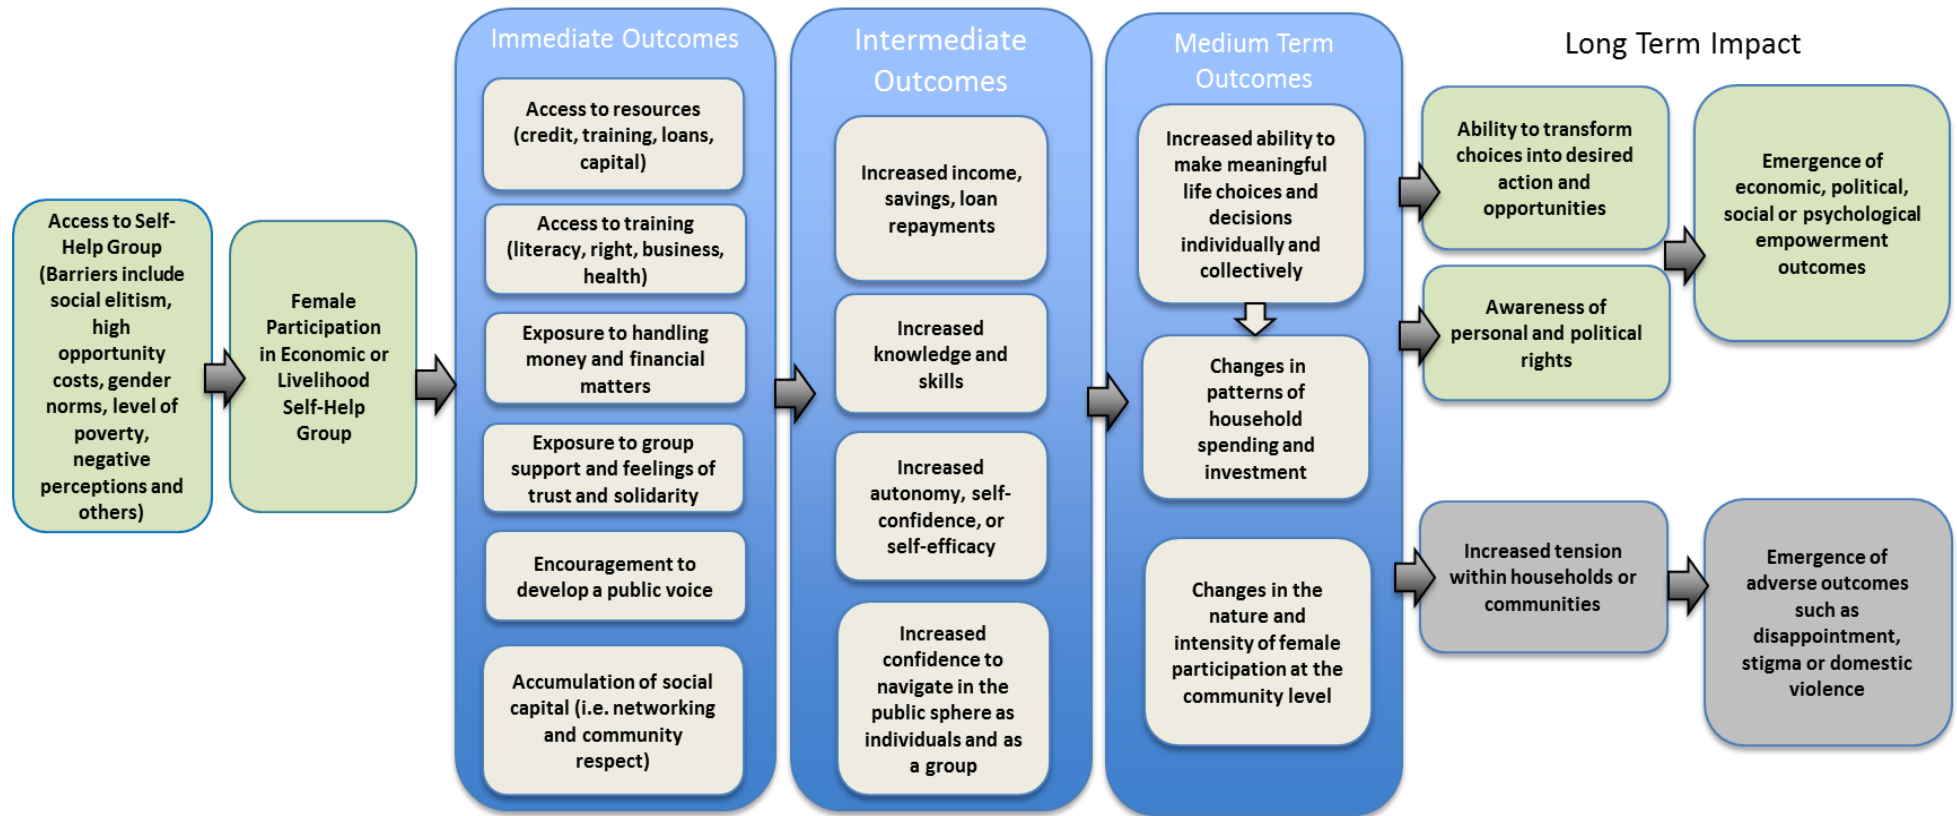 Access to Self-
Help Group
(Barriers include
social elitism,
high
opportunity
costs, gender
norms, level of
poverty,
negative
perceptions and
others)
Female
Participation
in Economic or
Livelihood
Self-Help
Group
Immediate Outcomes
Access to resources
(credit, training, loans,
capital)
Access to training
(literacy, right, business,
health)
Exposure to handling
money and financial
matters
Exposure to group
support and feelings of
trust and solidarity
Encouragement to
develop a public voice
Accumulation of social
capital (i.e. networking
and community
respect)
Intermediate
Outcomes
Increased income,
savings, loan
repayments
Increased
knowledge and
skills
Increased
autonomy, self-
confidence, or
self-efficacy
Increased
confidence to
navigate in the
public sphere as
individuals and as
a group
Medium Term
Outcomes
Increased ability to
make meaningful
life choices and
decisions
individually and
collectively
Changes in
patterns of
household
spending and
investment
Changes in the
nature and
intensity of female
participation at the
community level
Long Term Impact
Ability to transform
choices into desired
action and
opportunities
Awareness of
personal and political
rights
Emergence of
economic, political,
social or psychological
empowerment
outcomes
Increased tension
within households or
communities
Emergence of
adverse outcomes
such as
disappointment,
stigma or domestic
violence